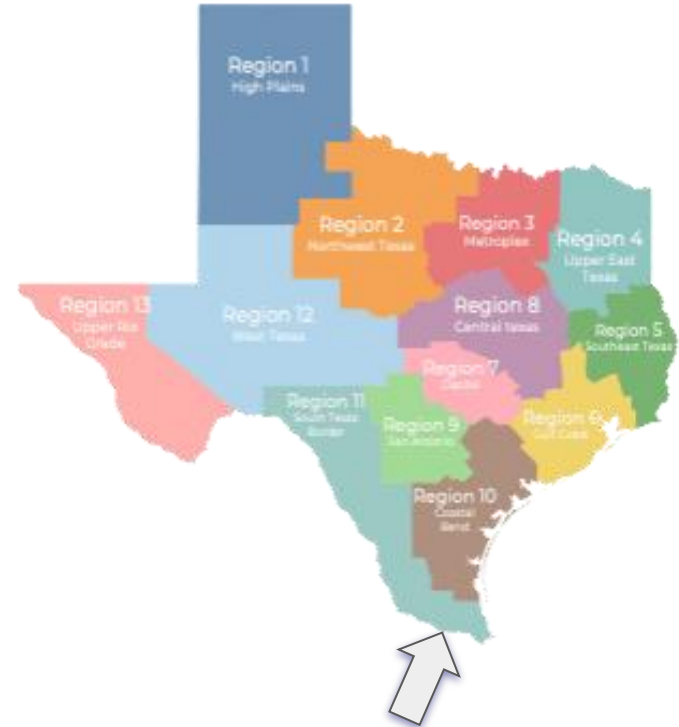 Region 1
High Plains
Region 2
Northwest Texas
Region 3
Metroplex
Region 4
Upper East
Texas
Region 13
Upper Rio
Grade
Region 12
West Texas
Region 8
Central Texas
Region 5
Southeast Texas
Region 7
Capital
Region 11
South Texas
Border
Region 9
San Antonio
Region 6
Gulf Coast
Region 10
Coastal
Bend